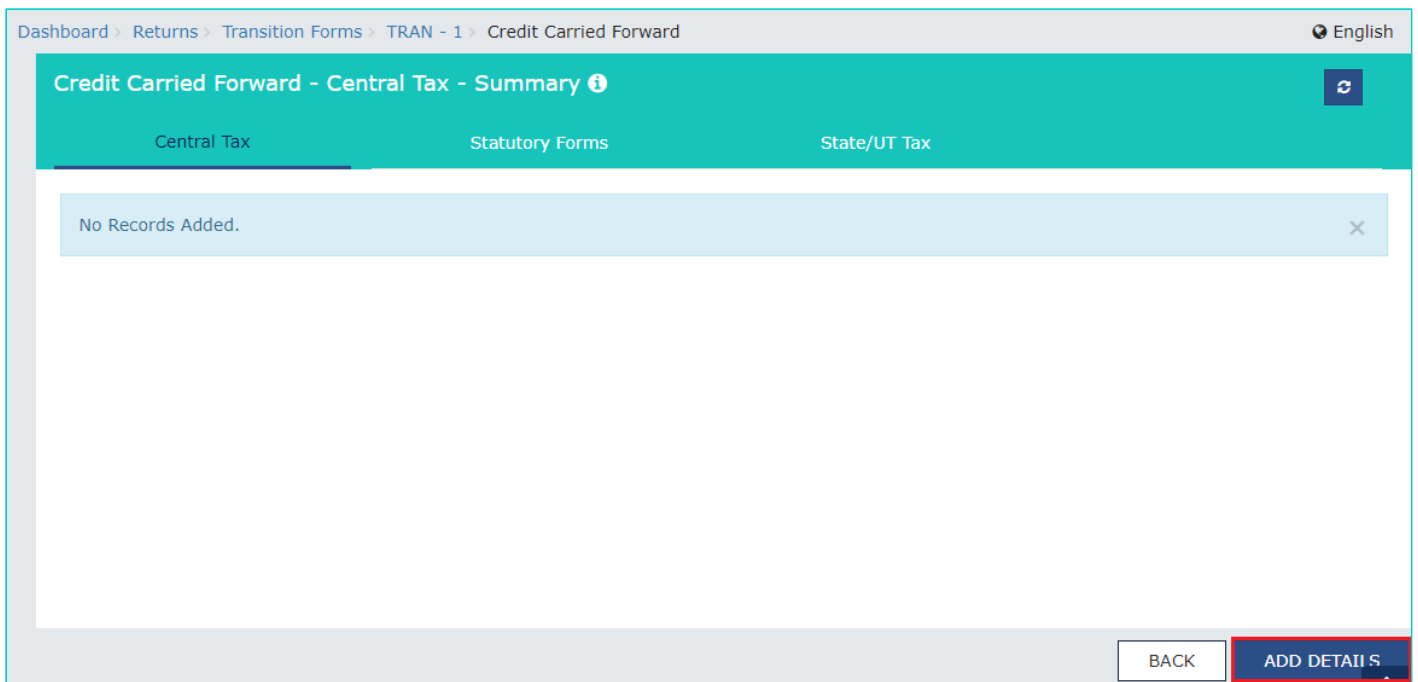 Dashboard > Returns > Transition Forms > TRAN - 1 > Credit Carried Forward English
Credit Carried Forward - Central Tax - Summary
Central Tax Statutory Forms State/UT Tax
No Records Added.
BACK ADD DETAILS